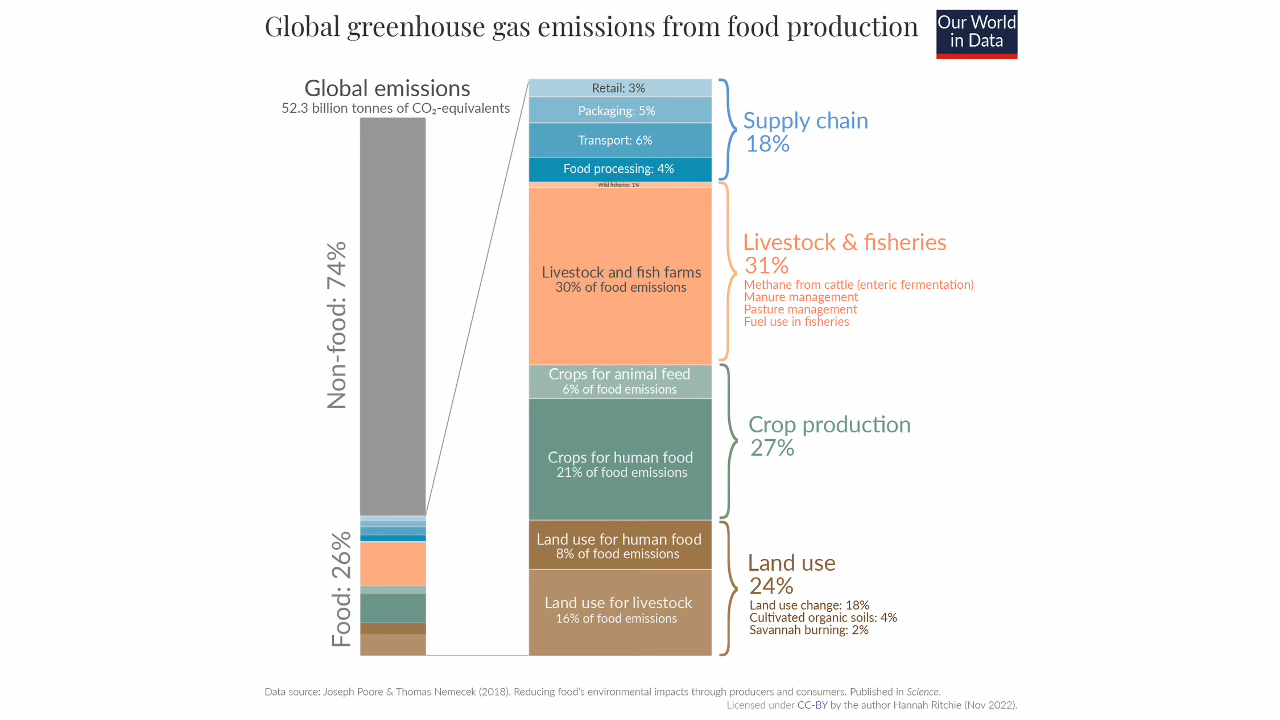 Global greenhouse gas emissions from food production
Our World
in Data
Global emissions
52.3 billion tonnes of CO₂-equivalents
Non-food: 74%
Food: 26%
Retail: 3%
Packaging: 5%
Transport: 6%
Food processing: 4%
Wild fisheries: 1%
Livestock and fish farms
30% of food emissions
Crops for animal feed
6% of food emissions
Crops for human food
21% of food emissions
Land use for human food
8% of food emissions
Land use for livestock
16% of food emissions
Supply chain
18%
Livestock & fisheries
31%
Methane from cattle (enteric fermentation)
Manure management
Pasture management
Fuel use in fisheries
Crop production
27%
Land use
24%
Land use change: 18%
Cultivated organic soils: 4%
Savannah burning: 2%
Data source: Joseph Poore & Thomas Nemecek (2018). Reducing food's environmental impacts through producers and consumers. Published in Science.
Licensed under CC-BY by the author Hannah Ritchie (Nov 2022).